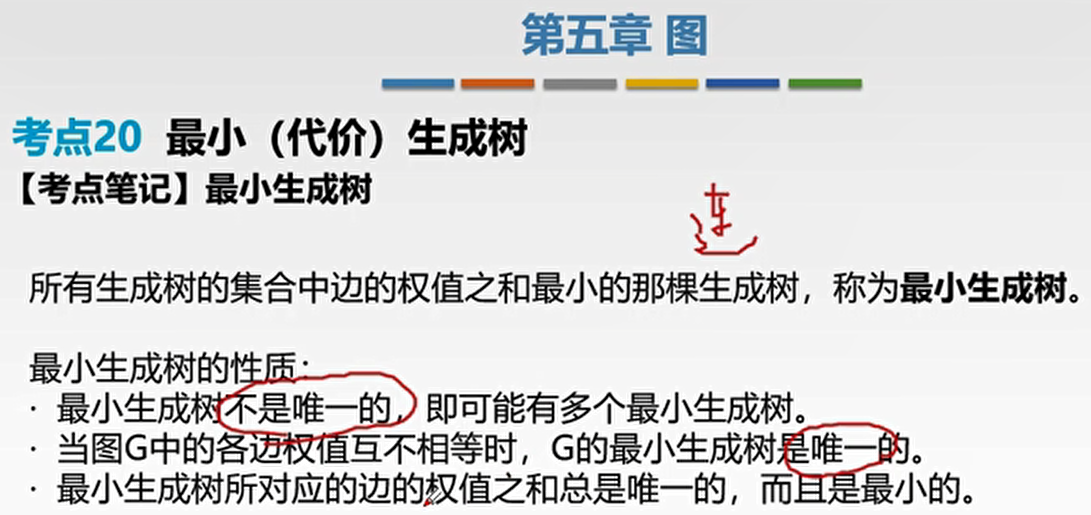 第五章 图
考点20 最小（代价）生成树
【考点笔记】最小生成树
连
所有生成树的集合中边的权值之和最小的那棵生成树，称为最小生成树。
最小生成树的性质：
· 最小生成树不是唯一的，即可能有多个最小生成树。
· 当图G中的各边权值互不相等时，G的最小生成树是唯一的。
· 最小生成树所对应的边的权值之和总是唯一的，而且是最小的。